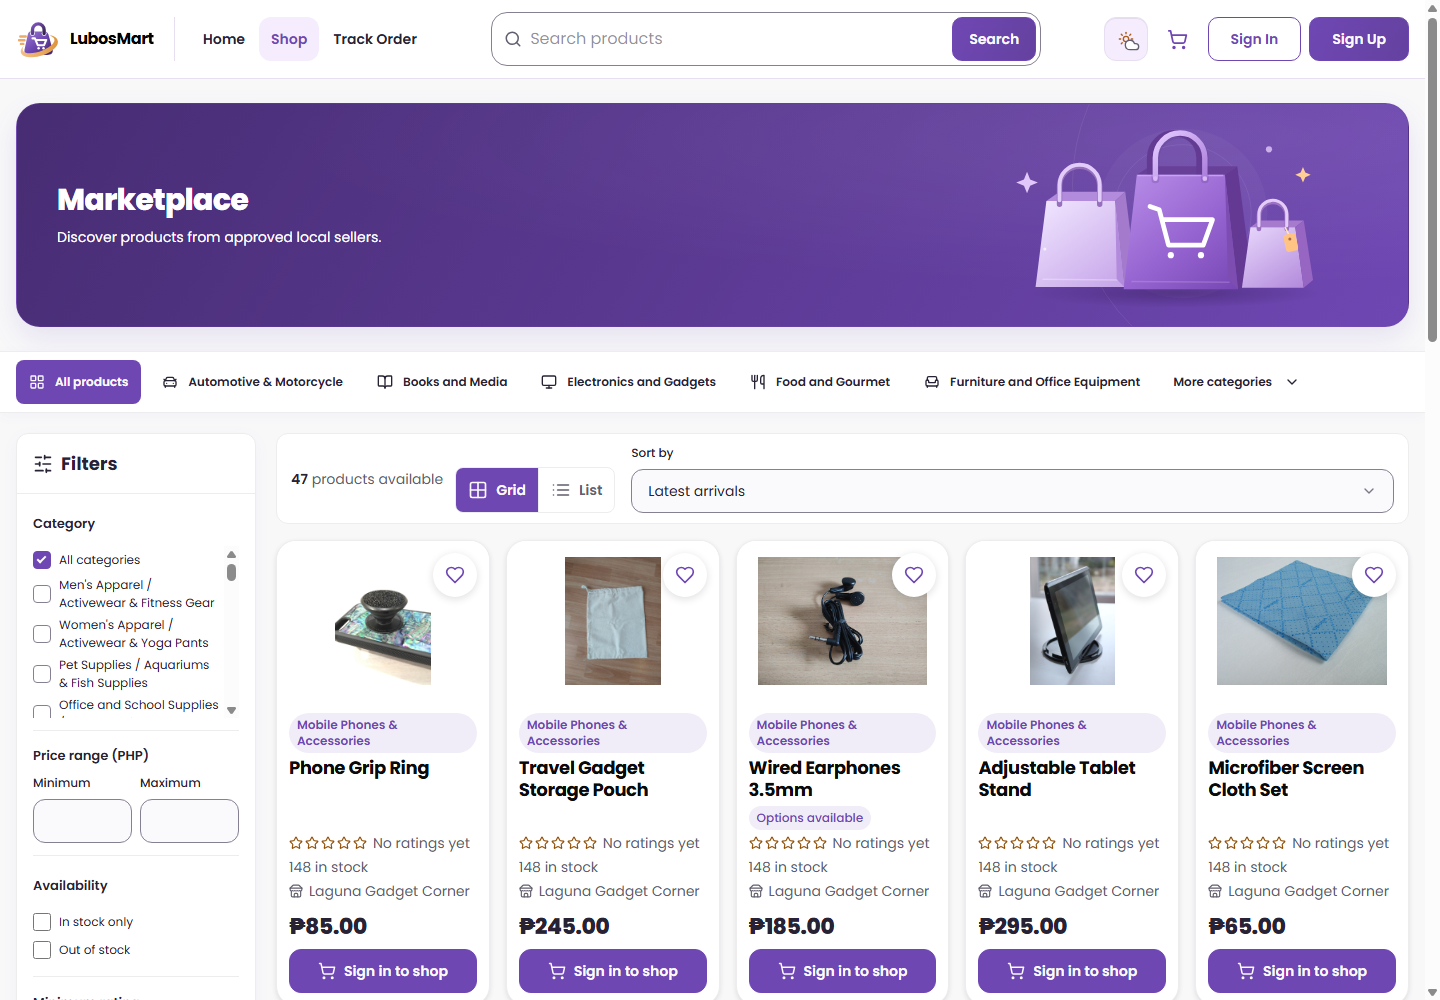 LubosMart
Home
Shop
Track Order
Search products
Search
Sign In
Sign Up
Marketplace
Discover products from approved local sellers.
All products
Automotive & Motorcycle
Books and Media
Electronics and Gadgets
Food and Gourmet
Furniture and Office Equipment
More categories
Filters
Category
All categories
Men's Apparel /
Activewear & Fitness Gear
Women's Apparel /
Activewear & Yoga Pants
Pet Supplies / Aquariums
& Fish Supplies
Office and School Supplies
Price range (PHP)
Minimum
Maximum
Availability
In stock only
Out of stock
47 products available
Grid
List
Sort by
Latest arrivals
Mobile Phones &
Accessories
Phone Grip Ring
No ratings yet
148 in stock
Laguna Gadget Corner
₱85.00
Sign in to shop
Mobile Phones &
Accessories
Travel Gadget
Storage Pouch
No ratings yet
148 in stock
Laguna Gadget Corner
₱245.00
Sign in to shop
Mobile Phones &
Accessories
Wired Earphones
3.5mm
Options available
No ratings yet
148 in stock
Laguna Gadget Corner
₱185.00
Sign in to shop
Mobile Phones &
Accessories
Adjustable Tablet
Stand
No ratings yet
148 in stock
Laguna Gadget Corner
₱295.00
Sign in to shop
Mobile Phones &
Accessories
Microfiber Screen
Cloth Set
No ratings yet
148 in stock
Laguna Gadget Corner
₱65.00
Sign in to shop